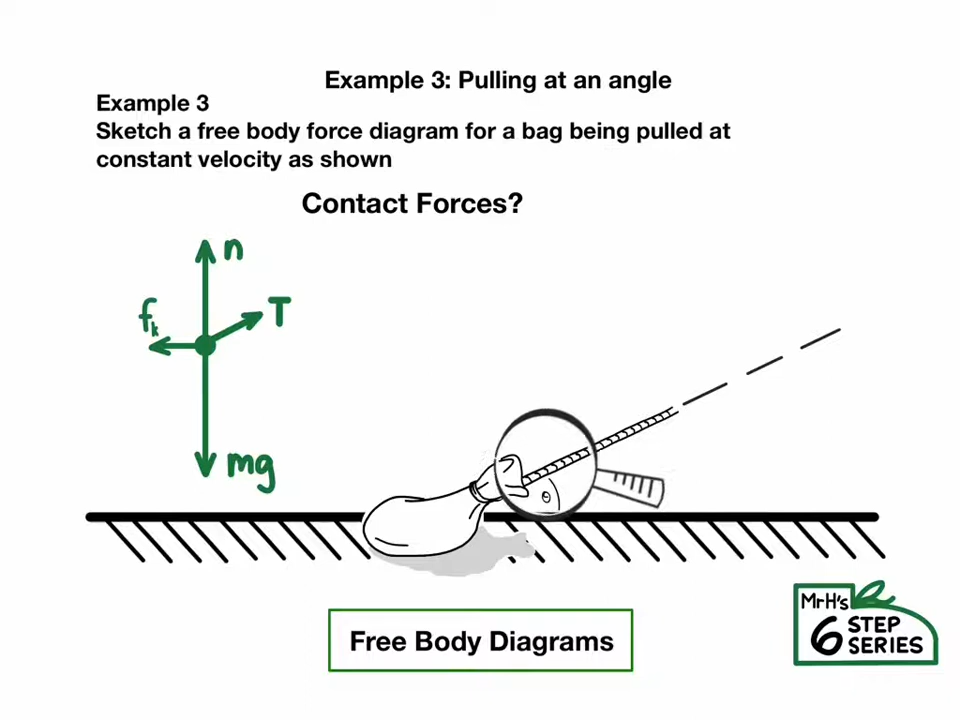 Example 3: Pulling at an angle
Example 3
Sketch a free body force diagram for a bag being pulled at
constant velocity as shown
Contact Forces?
n
T
fk
mg
θ
Free Body Diagrams
MrH's
6 STEP
SERIES